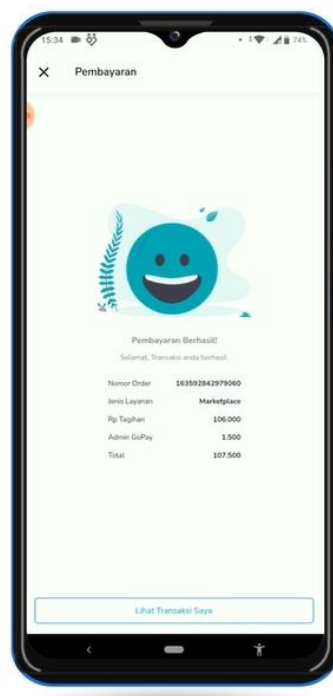 15:34 74%
Pembayaran
Pembayaran Berhasil!
Selamat, Transaksi anda berhasil.
Nomor Order 163592842979060
Jenis Layanan Marketplace
Rp Tagihan 106.000
Admin GoPay 1.500
Total 107.500
Lihat Transaksi Saya